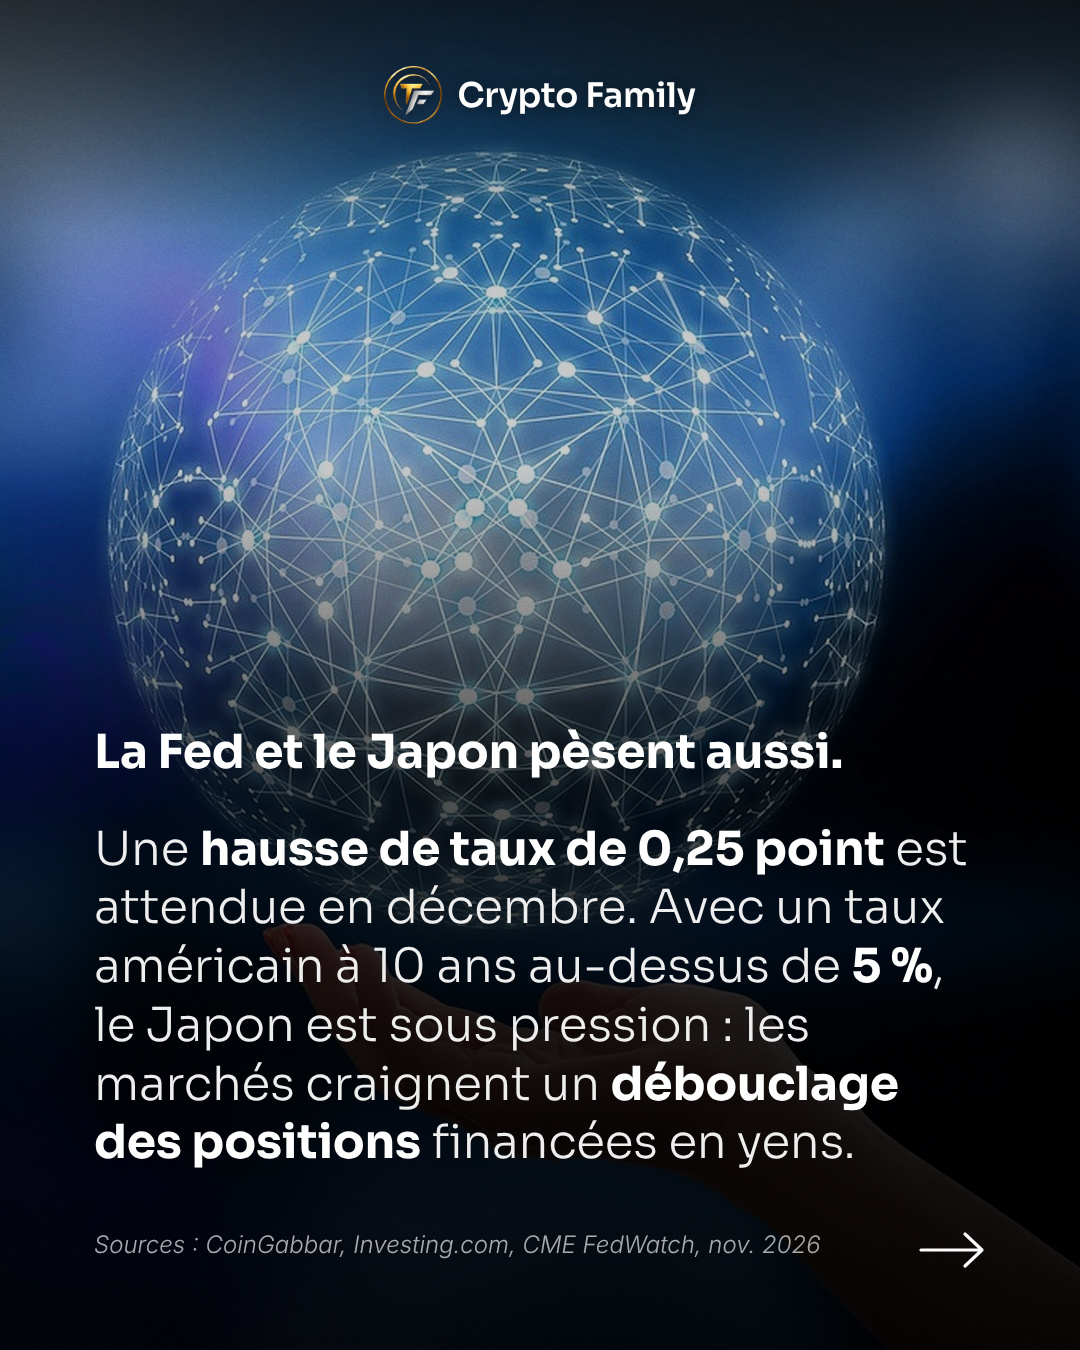 TF
Crypto Family
La Fed et le Japon pèsent aussi.
Une hausse de taux de 0,25 point est
attendue en décembre. Avec un taux
américain à 10 ans au-dessus de 5 %,
le Japon est sous pression : les
marchés craignent un débouclage
des positions financées en yens.
Sources : CoinGabbar, Investing.com, CME FedWatch, nov. 2026